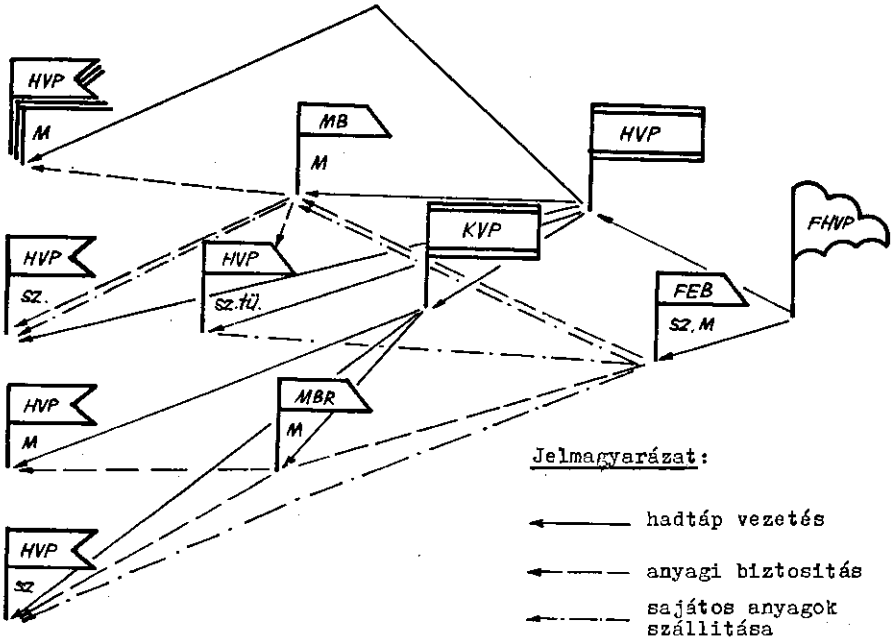 HVP
M
MB
M
HVP
KVP
FHVP
HVP
sz.
HVP
sz.tü.
FEB
SZ, M
HVP
M
MBR
M
HVP
sz
Jelmagyarázat:
hadtáp vezetés
anyagi biztositás
sajátos anyagok
szállitása